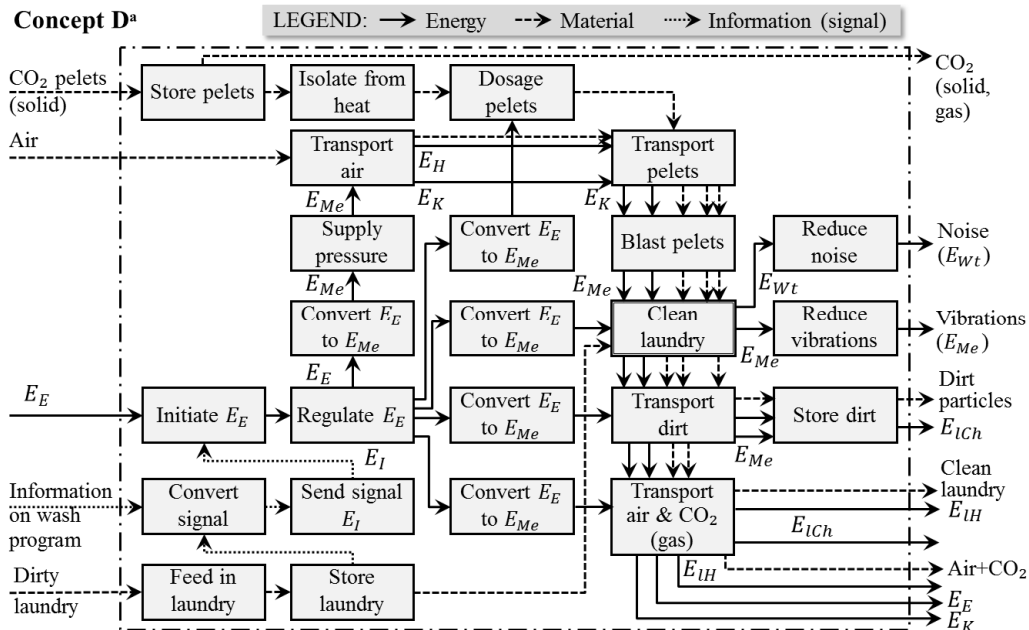 Concept Dᵃ
LEGEND: Energy Material Information (signal)
CO₂ pelets
(solid)
Store pelets
Isolate from
heat
Dosage
pelets
CO₂
(solid,
gas)
Air
Transport
air
E_H
E_K
Transport
pelets
E_Me
E_K
Supply
pressure
Convert E_E
to E_Me
Blast pelets
Reduce
noise
Noise
(E_Wt)
E_Me
E_Me
E_Wt
Convert E_E
to E_Me
Convert E_E
to E_Me
Clean
laundry
Reduce
vibrations
Vibrations
(E_Me)
E_Me
E_E
E_E
Initiate E_E
Regulate E_E
Convert E_E
to E_Me
Transport
dirt
Store dirt
Dirt
particles
E_lCh
E_Me
E_I
Information
on wash
program
Convert
signal
Send signal
E_I
Convert E_E
to E_Me
Transport
air & CO₂
(gas)
Clean
laundry
E_lH
E_lCh
E_lH
Air+CO₂
Dirty
laundry
Feed in
laundry
Store
laundry
E_E
E_K